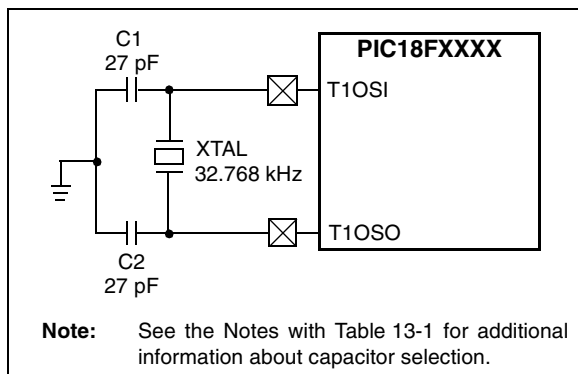 C1
27 pF
PIC18FXXXX
T1OSI
XTAL
32.768 kHz
T1OSO
C2
27 pF
Note: See the Notes with Table 13-1 for additional
information about capacitor selection.